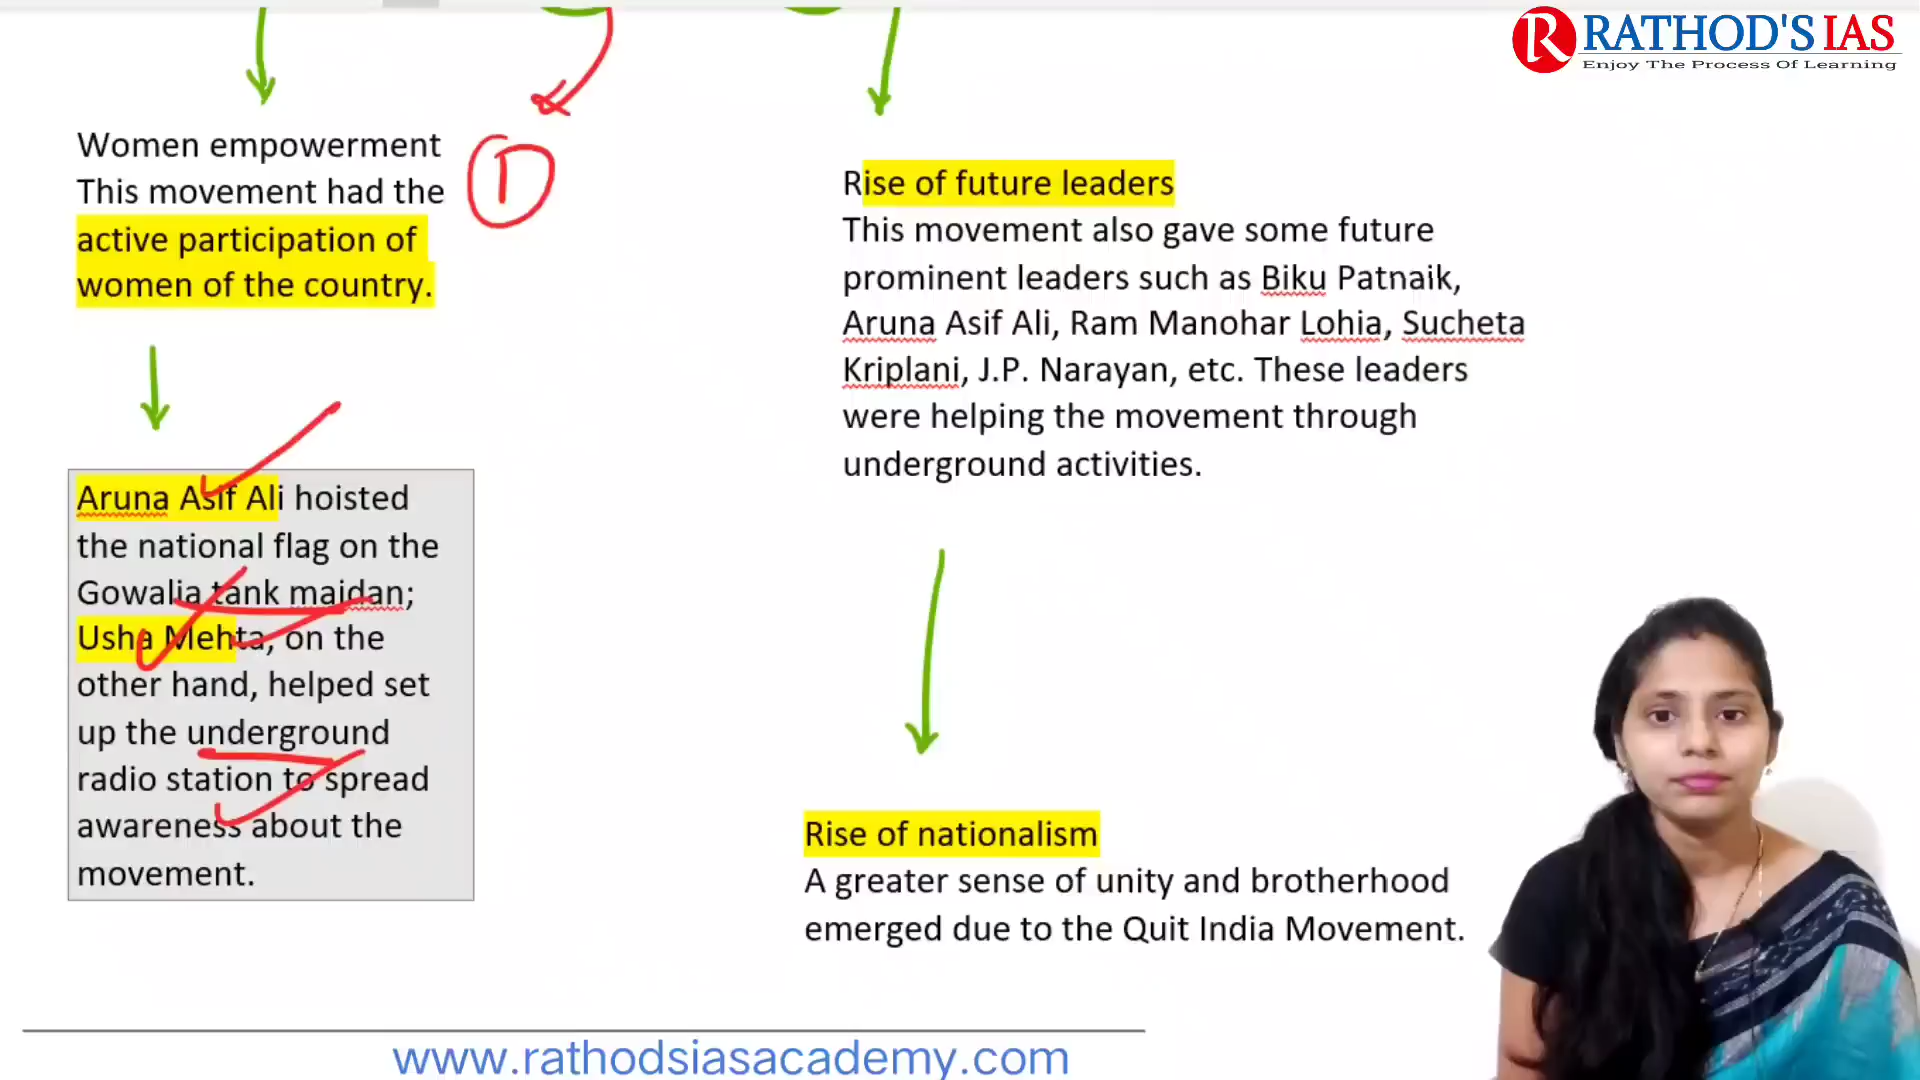 RATHOD'S IAS
Enjoy The Process Of Learning
Women empowerment
This movement had the
active participation of
women of the country.
1
Aruna Asif Ali hoisted
the national flag on the
Gowalia tank maidan;
Usha Mehta, on the
other hand, helped set
up the underground
radio station to spread
awareness about the
movement.
Rise of future leaders
This movement also gave some future
prominent leaders such as Biku Patnaik,
Aruna Asif Ali, Ram Manohar Lohia, Sucheta
Kriplani, J.P. Narayan, etc. These leaders
were helping the movement through
underground activities.
Rise of nationalism
A greater sense of unity and brotherhood
emerged due to the Quit India Movement.
www.rathodsiasacademy.com